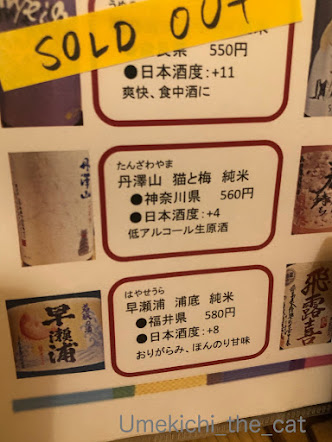 SOLD OUT
550円
●日本酒度:+11
爽快、食中酒に
丹澤山
たんざわやま
丹澤山 猫と梅 純米
●神奈川県 560円
●日本酒度:+4
低アルコール生原酒
早瀬浦
はやせうら
早瀬浦 浦底 純米
●福井県 580円
●日本酒度:+8
おりがらみ、ほんのり甘味
飛露喜
Umekichi_the_cat